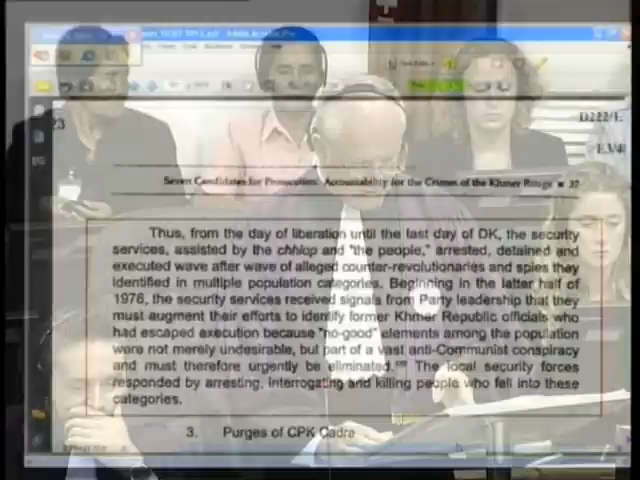 23
D222/E
Seven Candidates for Prosecution: Accountability for the Crimes of the Khmer Rouge ■ 37
Thus, from the day of liberation until the last day of DK, the security
services, assisted by the chhlop and "the people," arrested, detained and
executed wave after wave of alleged counter-revolutionaries and spies they
identified in multiple population categories. Beginning in the latter half of
1976, the security services received signals from Party leadership that they
must augment their efforts to identify former Khmer Republic officials who
had escaped execution because "no-good" elements among the population
were not merely undesirable, but part of a vast anti-Communist conspiracy
and must therefore urgently be eliminated. The local security forces
responded by arresting, interrogating and killing people who fell into these
categories.
3. Purges of CPK Cadre